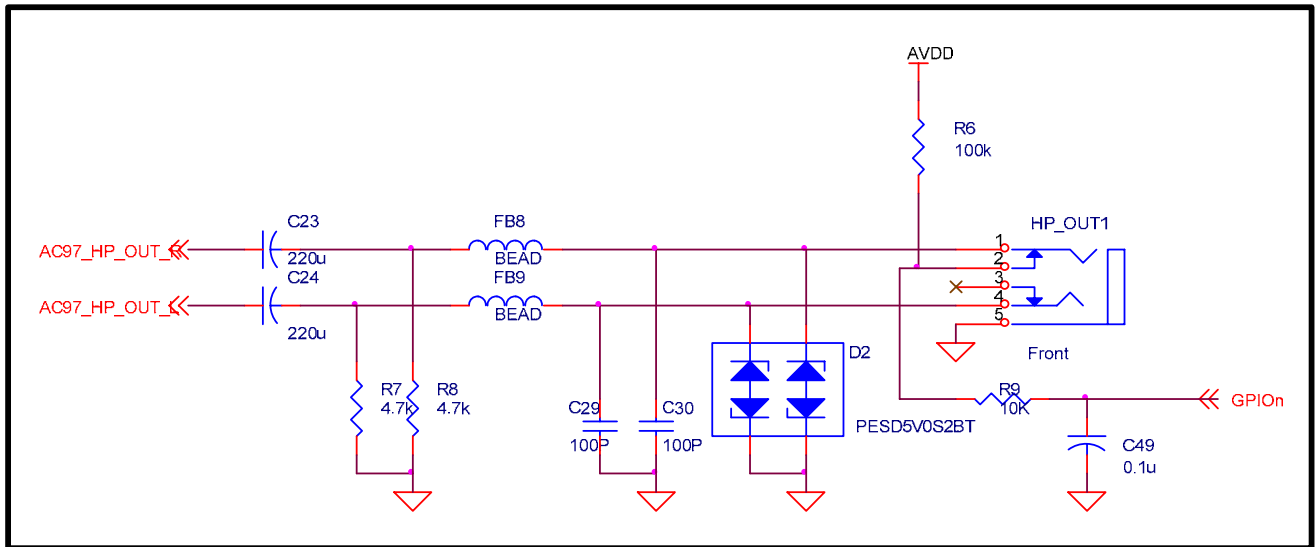 AVDD
R6
100k
C23
FB8
HP_OUT1
AC97_HP_OUT_R
220u
BEAD
1
2
C24
FB9
3
AC97_HP_OUT_L
220u
BEAD
4
5
D2
Front
R7
R8
4.7k
4.7k
R9
10K
GPIOn
C29
C30
100P
100P
PESD5V0S2BT
C49
0.1u